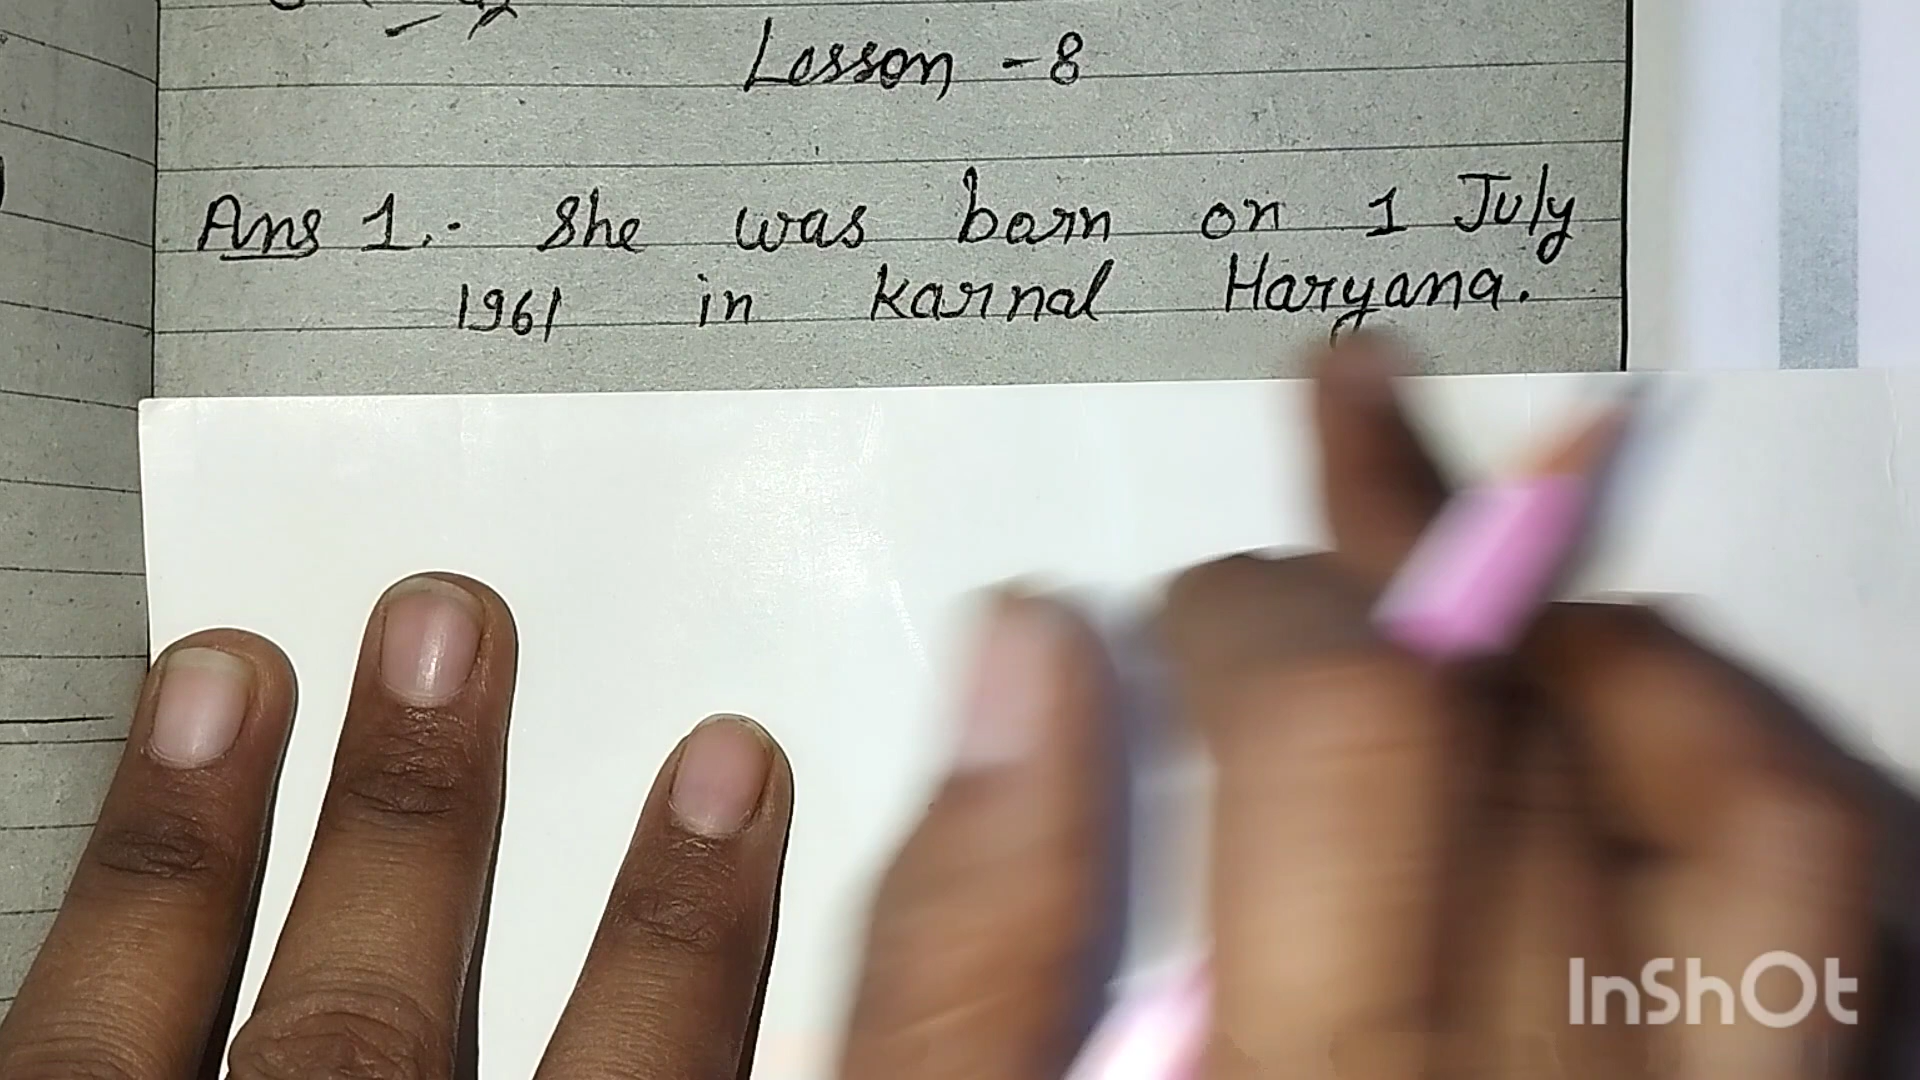 Lesson - 8
Ans 1.- She was born on 1 July
1961 in karnal Haryana.
InShOt